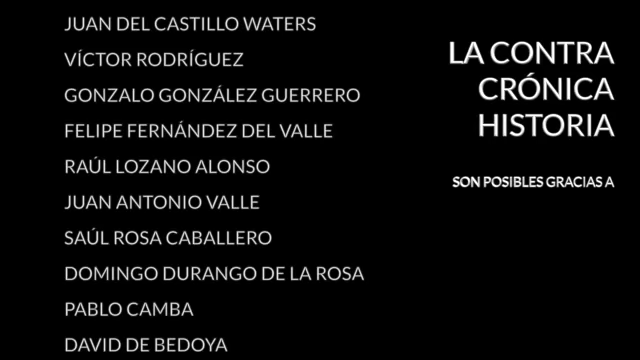 JUAN DEL CASTILLO WATERS
VÍCTOR RODRÍGUEZ
GONZALO GONZÁLEZ GUERRERO
FELIPE FERNÁNDEZ DEL VALLE
RAÚL LOZANO ALONSO
JUAN ANTONIO VALLE
SAÚL ROSA CABALLERO
DOMINGO DURANGO DE LA ROSA
PABLO CAMBA
DAVID DE BEDOYA
LA CONTRA
CRÓNICA
HISTORIA
SON POSIBLES GRACIAS A